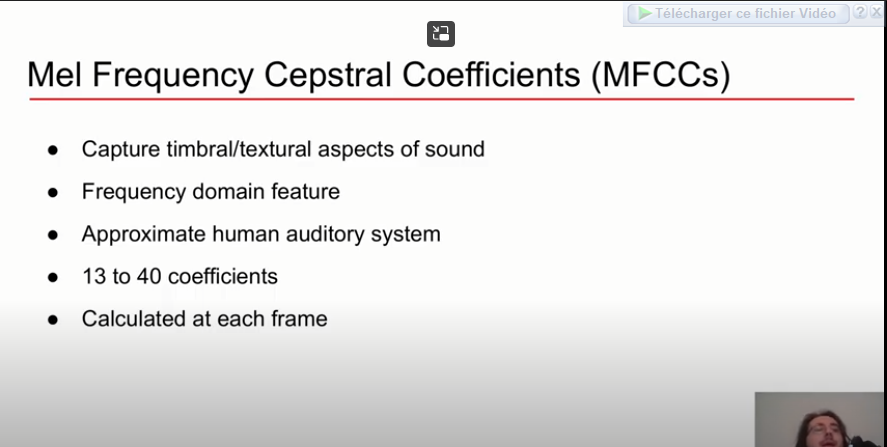 Télécharger ce fichier Vidéo ? X
Mel Frequency Cepstral Coefficients (MFCCs)
● Capture timbral/textural aspects of sound
● Frequency domain feature
● Approximate human auditory system
● 13 to 40 coefficients
● Calculated at each frame